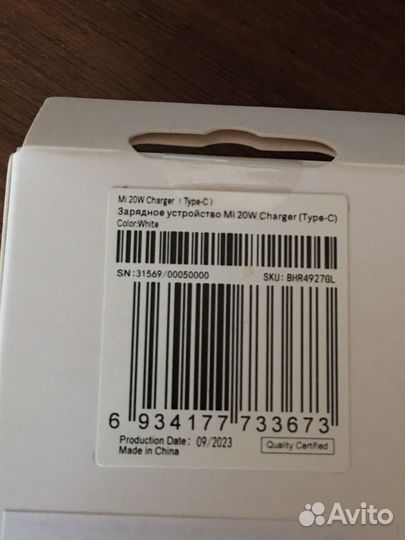 Mi 20W Charger（Type-C）
Зарядное устройство Mi 20W Charger (Type-C)
Color:White
SN:31569/00050000 SKU: BHR4927GL
6 934177 733673
Production Date: 09/2023 Quality Certified
Made in China
Avito